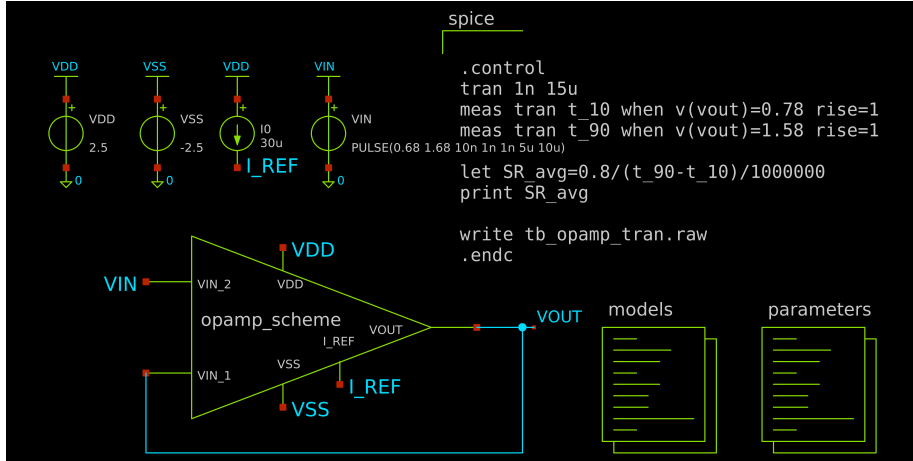 spice
.control
tran 1n 15u
meas tran t_10 when v(vout)=0.78 rise=1
meas tran t_90 when v(vout)=1.58 rise=1
let SR_avg=0.8/(t_90-t_10)/1000000
print SR_avg
write tb_opamp_tran.raw
.endc
VDD
+
VDD
2.5
0
VSS
+
VSS
-2.5
0
VDD
I0
30u
I_REF
VIN
+
VIN
PULSE(0.68 1.68 10n 1n 1n 5u 10u)
0
VDD
VDD
VIN
VIN_2
opamp_scheme
VOUT
VOUT
I_REF
VSS
VIN_1
I_REF
VSS
models
parameters